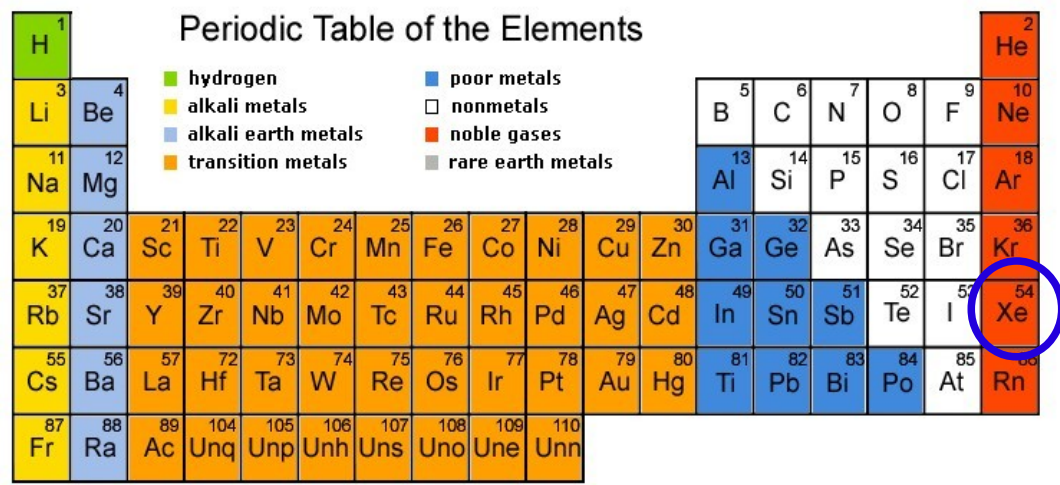 Periodic Table of the Elements
1 2
H He
hydrogen poor metals
alkali metals nonmetals
alkali earth metals noble gases
transition metals rare earth metals
3 4 5 6 7 8 9 10
Li Be B C N O F Ne
11 12 13 14 15 16 17 18
Na Mg Al Si P S Cl Ar
19 20 21 22 23 24 25 26 27 28 29 30 31 32 33 34 35 36
K Ca Sc Ti V Cr Mn Fe Co Ni Cu Zn Ga Ge As Se Br Kr
37 38 39 40 41 42 43 44 45 46 47 48 49 50 51 52 53 54
Rb Sr Y Zr Nb Mo Tc Ru Rh Pd Ag Cd In Sn Sb Te I Xe
55 56 57 72 73 74 75 76 77 78 79 80 81 82 83 84 85
Cs Ba La Hf Ta W Re Os Ir Pt Au Hg Ti Pb Bi Po At Rn
87 88 89 104 105 106 107 108 109 110
Fr Ra Ac Unq Unp Unh Uns Uno Une Unn